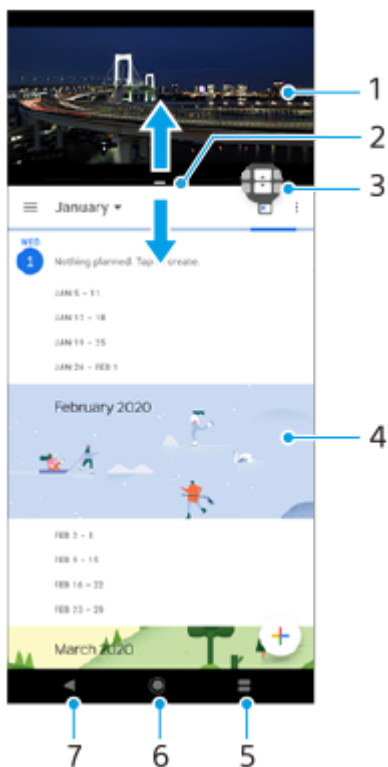 1
2
3
January
WED
1
Nothing planned. Tap to create.
JAN 5 – 11
JAN 12 – 18
JAN 19 – 25
JAN 26 – FEB 1
February 2020
4
FEB 2 – 8
FEB 9 – 15
FEB 16 – 22
FEB 23 – 29
March 2020
7
6
5